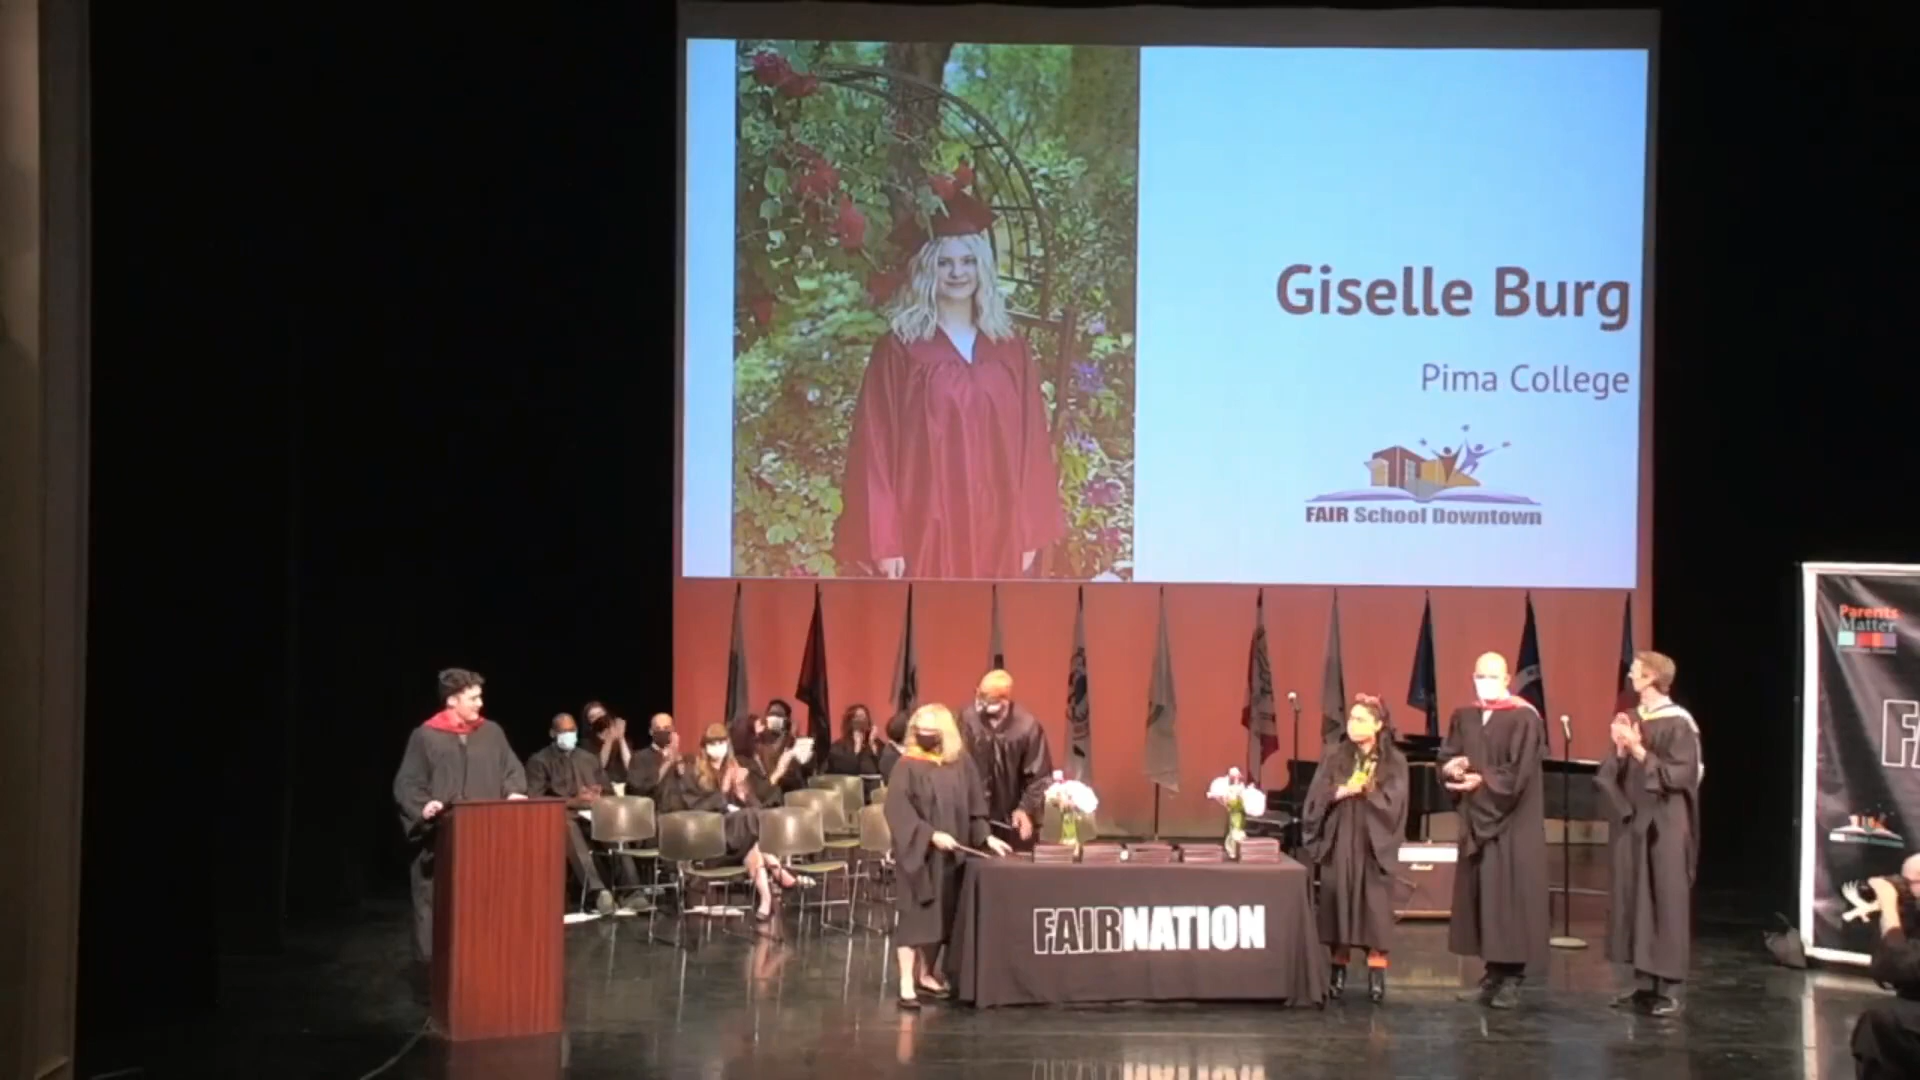 Giselle Burg
Pima College
FAIR School Downtown
Parents
Matter
FAIRNATION